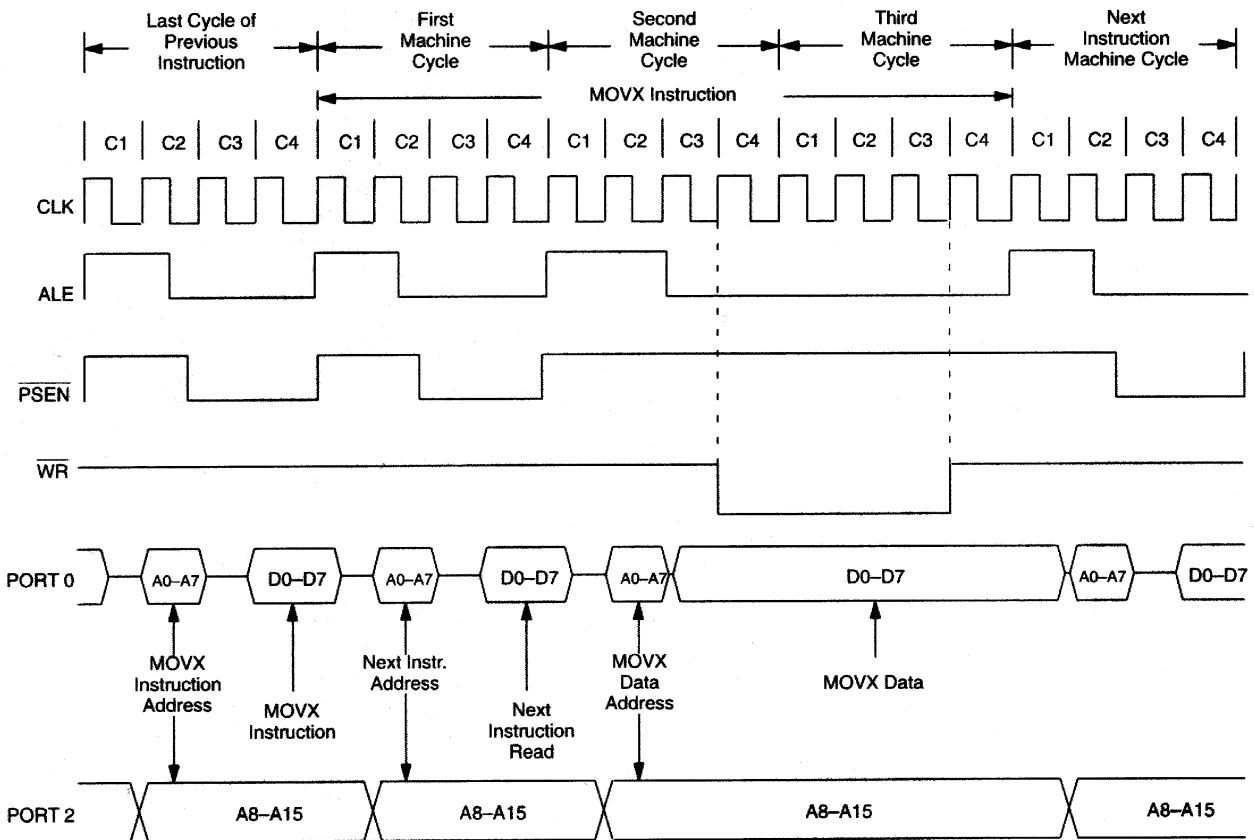 Last Cycle of
Previous
Instruction
First
Machine
Cycle
Second
Machine
Cycle
Third
Machine
Cycle
Next
Instruction
Machine Cycle
MOVX Instruction
C1 C2 C3 C4 C1 C2 C3 C4 C1 C2 C3 C4 C1 C2 C3 C4 C1 C2 C3 C4
CLK
ALE
PSEN
WR
PORT 0 A0–A7 D0–D7 A0–A7 D0–D7 A0–A7 D0–D7 A0–A7 D0–D7
MOVX
Instruction
Address
MOVX
Instruction
Next Instr.
Address
Next
Instruction
Read
MOVX
Data
Address
MOVX Data
PORT 2 A8–A15 A8–A15 A8–A15 A8–A15